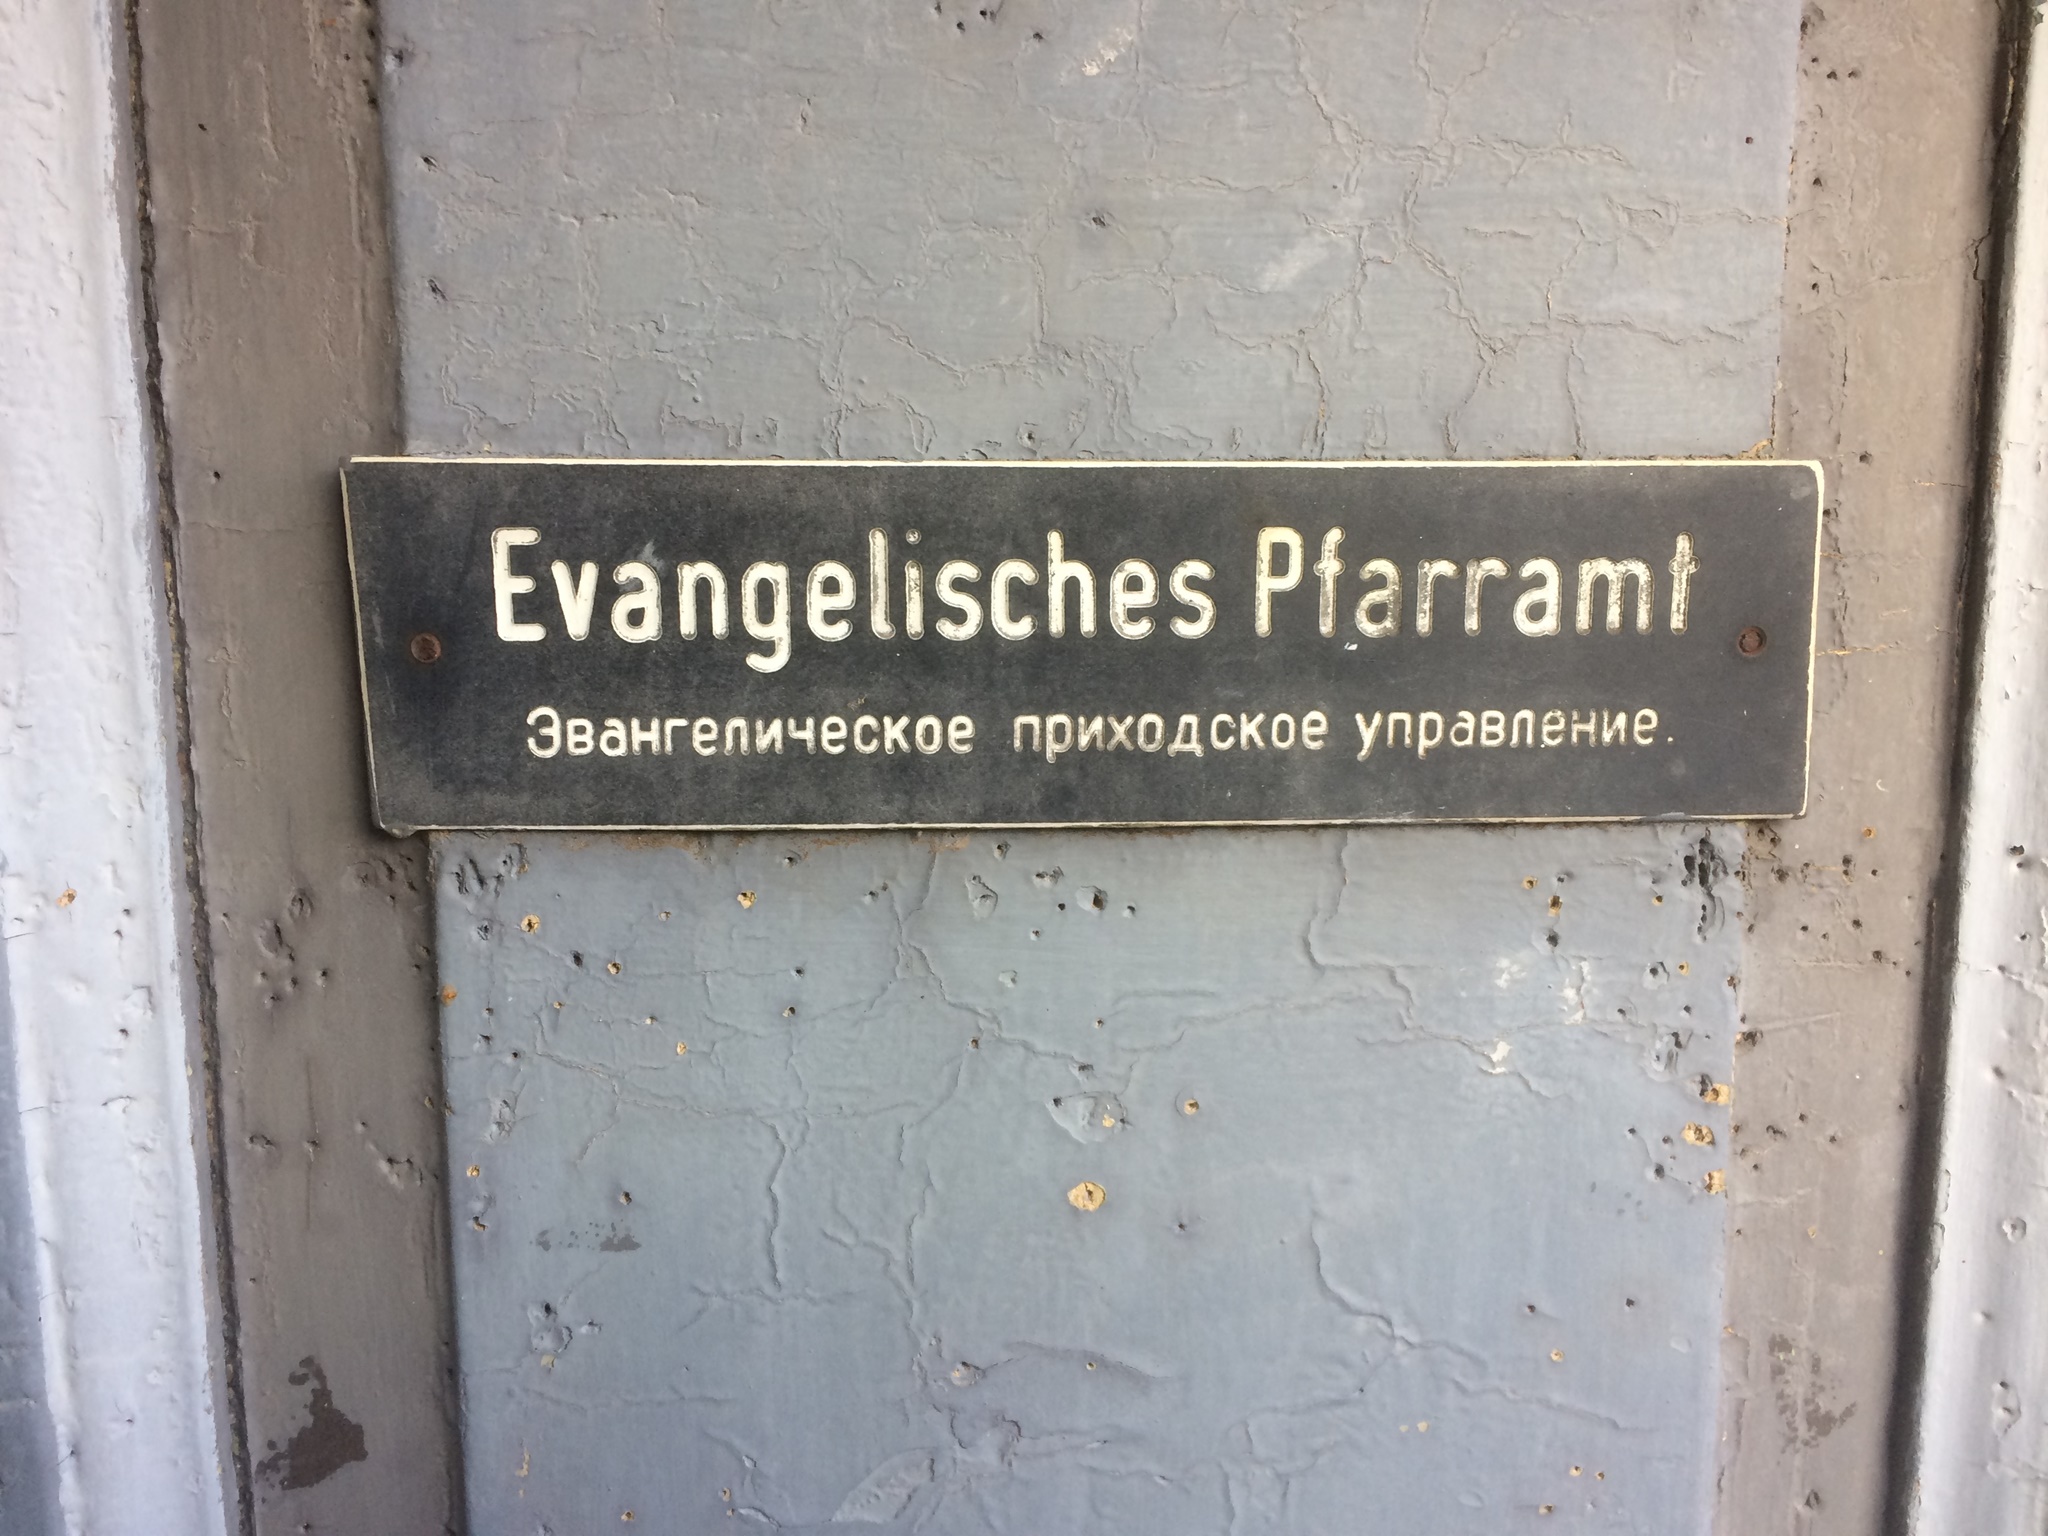 Evangelisches Pfarramt
Эвангелическое приходское управление.